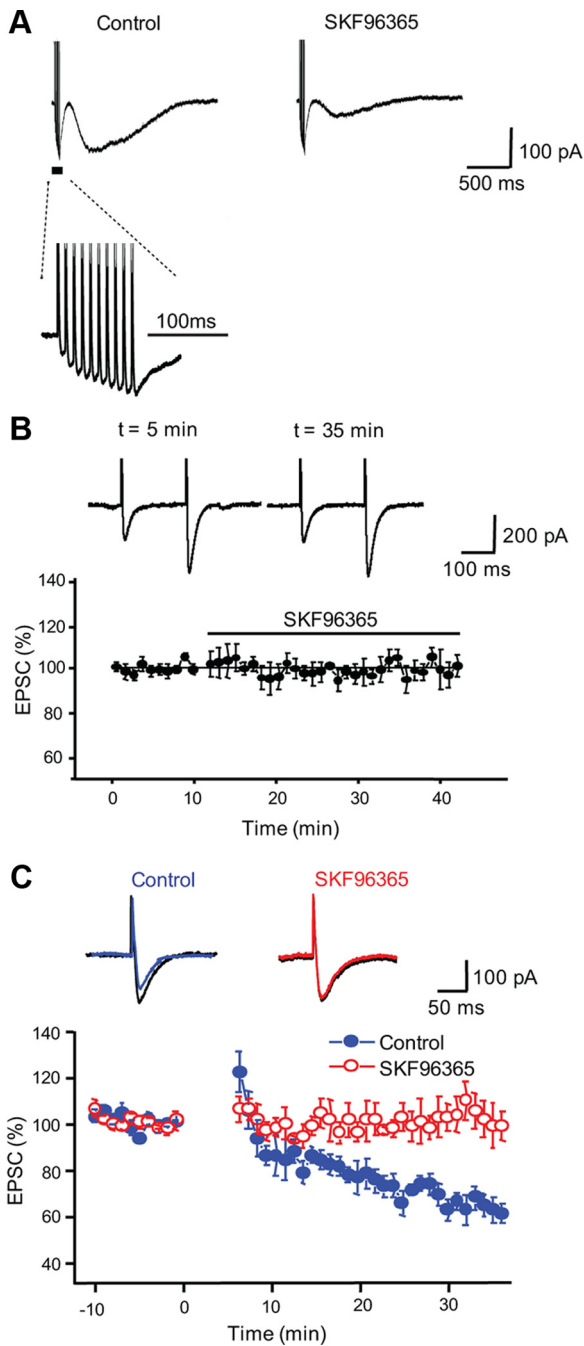 A
Control SKF96365
100 pA
500 ms
100ms
B
t = 5 min t = 35 min
200 pA
100 ms
140
120
100
80
60
EPSC (%)
SKF96365
0 10 20 30 40
Time (min)
C
Control SKF96365
100 pA
50 ms
140
120
100
80
60
40
EPSC (%)
Control
SKF96365
-10 0 10 20 30
Time (min)